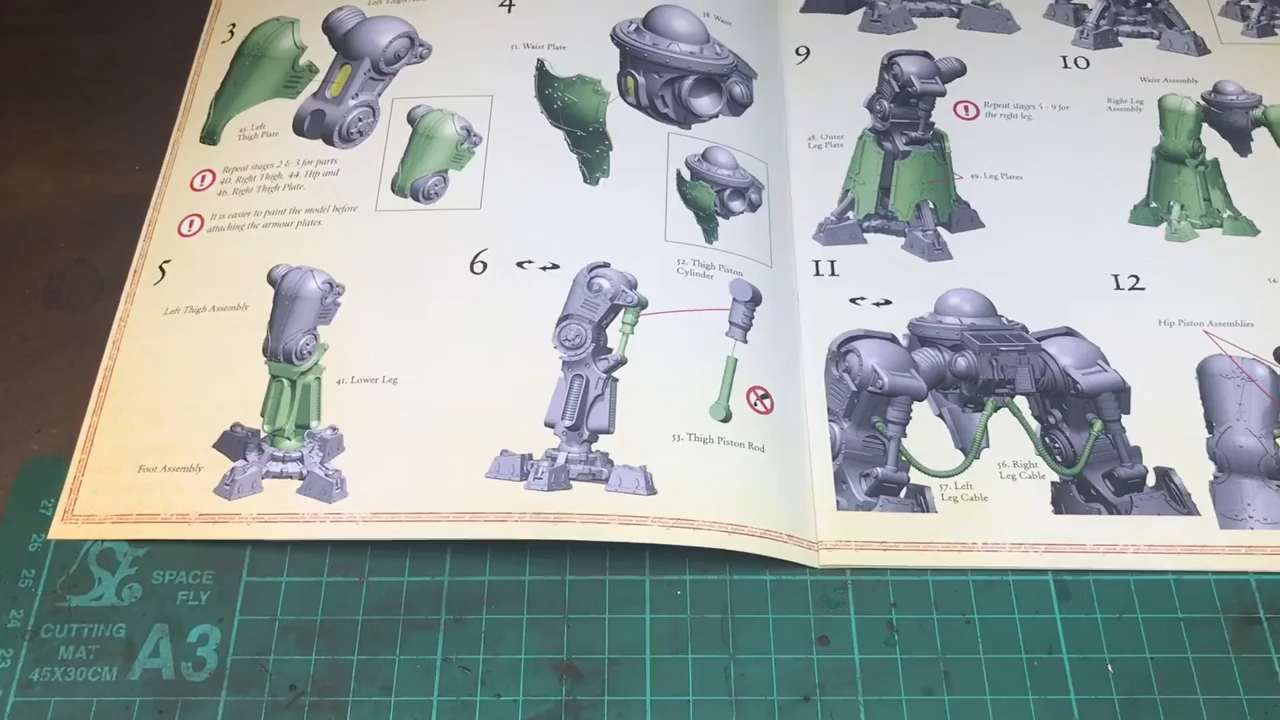 3
45. Left
Thigh Plate
Repeat stages 2 & 3 for parts
40. Right Thigh, 44. Hip and
46. Right Thigh Plate.
It is easier to paint the model before
attaching the armour plates.
4
38. Waist
51. Waist Plate
5
Left Thigh Assembly
41. Lower Leg
Foot Assembly
6
52. Thigh Piston
Cylinder
53. Thigh Piston Rod
9
Repeat stages 5 - 9 for
the right leg.
48. Outer
Leg Plate
49. Leg Plates
10
Waist Assembly
Right Leg
Assembly
11
56. Right
Leg Cable
57. Left
Leg Cable
12
Hip Piston Assemblies
27
26
25
24
23
SPACE
FLY
CUTTING
MAT
45X30CM
A3